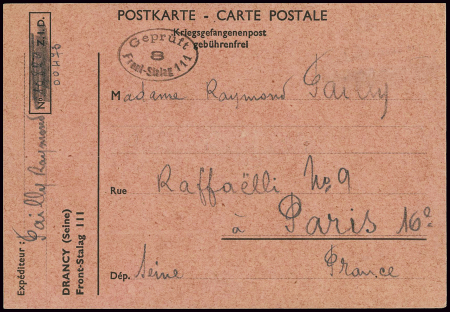 POSTKARTE - CARTE POSTALE
Kriegsgefangenenpost
gebührenfrei
Geprüft
8
Front-Stalag 111
Madame Raymond
Rue Raffaëlli No 9
à Paris 16e
Dép. Seine France
Expéditeur : Raymond
DRANCY (Seine)
Front-Stalag 111